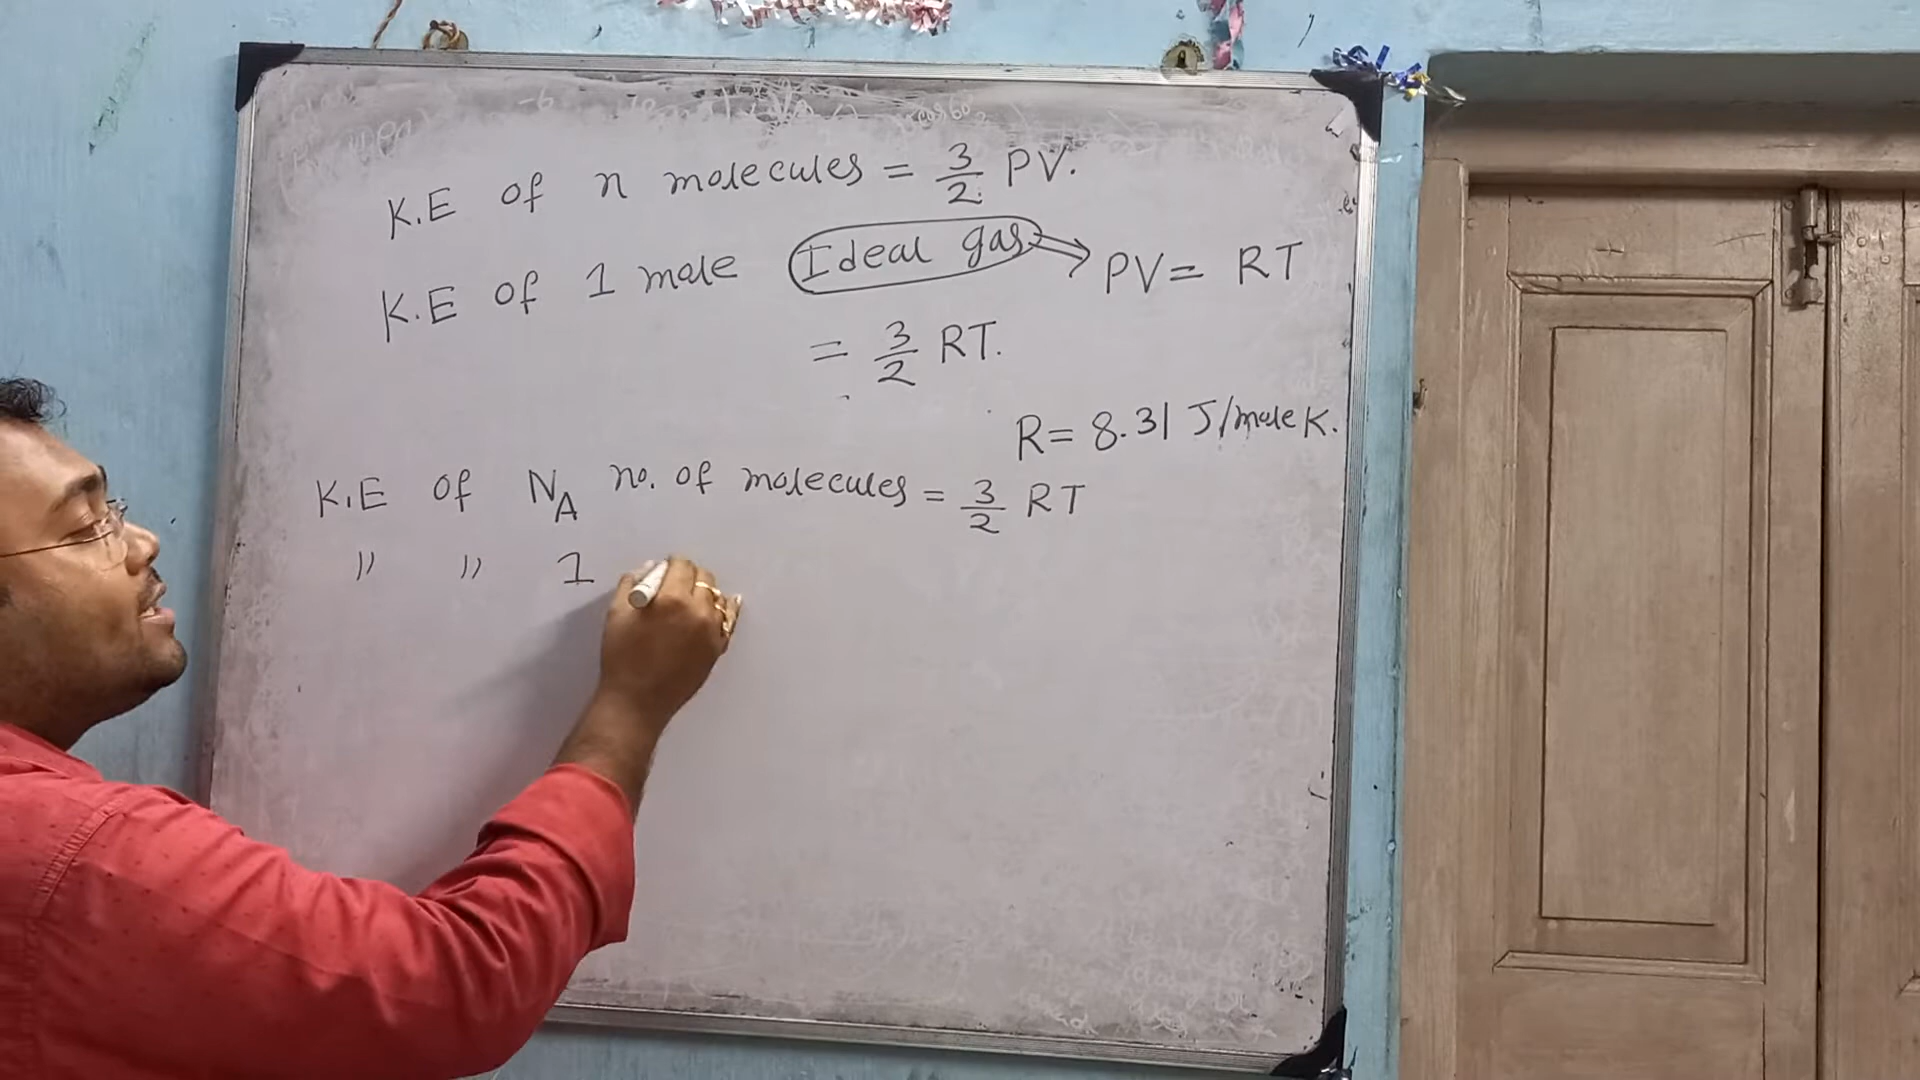 K.E of n molecules = 3/2 PV.
K.E of 1 mole Ideal gas ⇒ PV = RT
= 3/2 RT.
R = 8.31 J/mole K.
K.E of N_A no. of molecules = 3/2 RT
" " 1